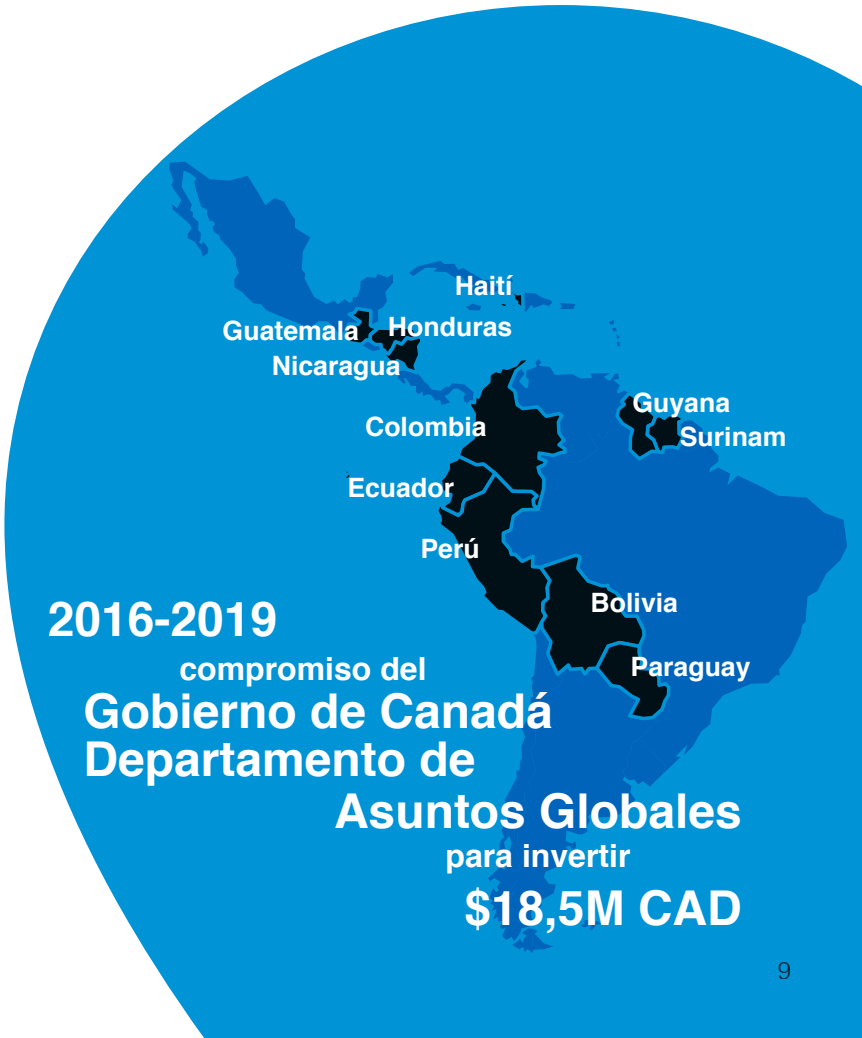 Haití
Guatemala
Honduras
Nicaragua
Guyana
Colombia
Surinam
Ecuador
Perú
Bolivia
Paraguay
2016-2019
compromiso del
Gobierno de Canadá
Departamento de
Asuntos Globales
para invertir
$18,5M CAD
9